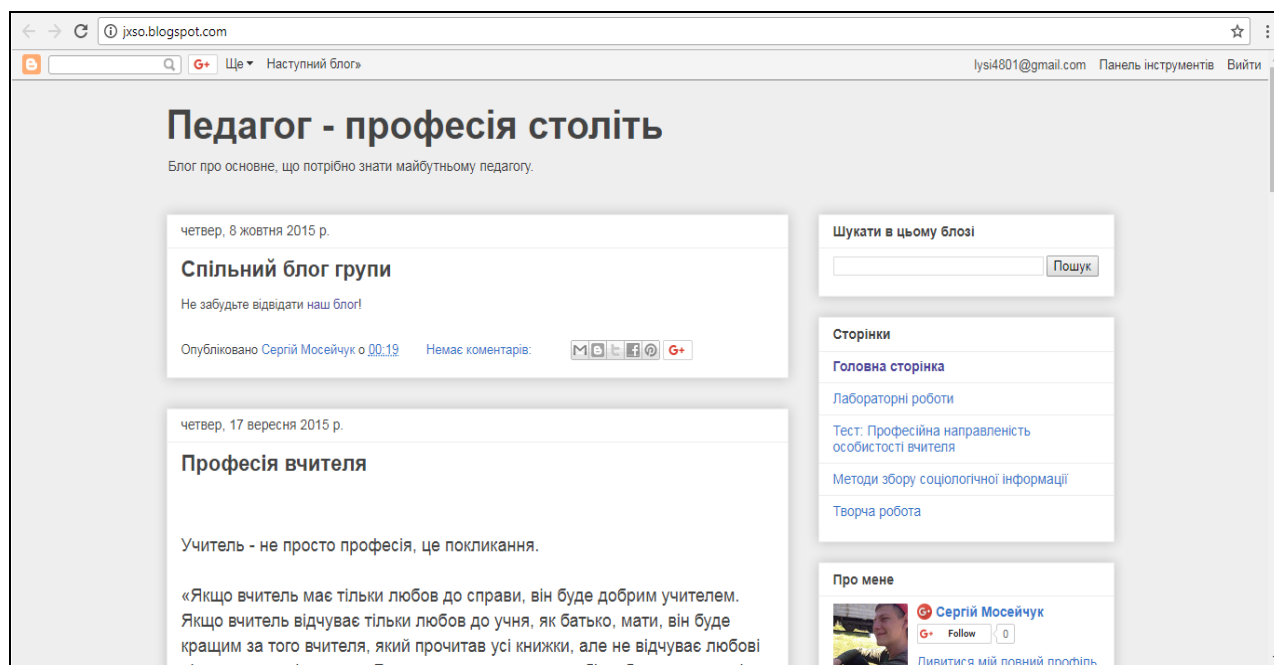 jxso.blogspot.com
G+ Ще Наступний блог»
lysi4801@gmail.com Панель інструментів Вийти
Педагог - професія століть
Блог про основне, що потрібно знати майбутньому педагогу.
четвер, 8 жовтня 2015 р.
Спільний блог групи
Не забудьте відвідати наш блог!
Опубліковано Сергій Мосейчук о 00:19 Немає коментарів:
G+
четвер, 17 вересня 2015 р.
Професія вчителя
Учитель - не просто професія, це покликання.
«Якщо вчитель має тільки любов до справи, він буде добрим учителем.
Якщо вчитель відчуває тільки любов до учня, як батько, мати, він буде
кращим за того вчителя, який прочитав усі книжки, але не відчуває любові
Шукати в цьому блозі
Пошук
Сторінки
Головна сторінка
Лабораторні роботи
Тест: Професійна направленість
особистості вчителя
Методи збору соціологічної інформації
Творча робота
Про мене
Сергій Мосейчук
G+ Follow 0
Дивитися мій повний профіль